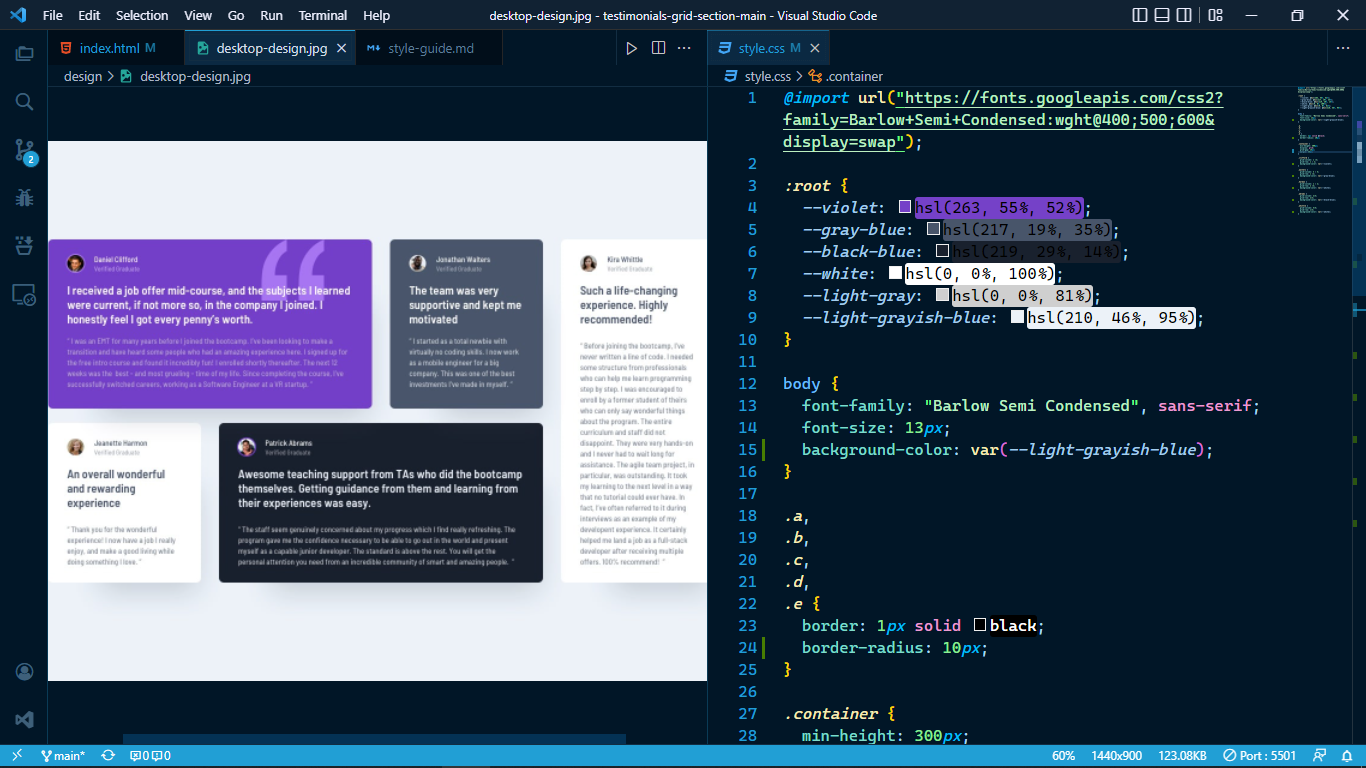 File Edit Selection View Go Run Terminal Help
desktop-design.jpg - testimonials-grid-section-main - Visual Studio Code
index.html M
desktop-design.jpg
style-guide.md
style.css M
design > desktop-design.jpg
style.css > .container
2
Daniel Clifford
Verified Graduate
I received a job offer mid-course, and the subjects I learned
were current, if not more so, in the company I joined. I
honestly feel I got every penny's worth.
" I was an EMT for many years before I joined the bootcamp. I've been looking to make a
transition and have heard some people who had an amazing experience here. I signed up for
the free intro course and found it incredibly fun! I enrolled shortly thereafter. The next 12
weeks was the best - and most grueling - time of my life. Since completing the course, I've
successfully switched careers, working as a Software Engineer at a VR startup. "
Jonathan Walters
Verified Graduate
The team was very
supportive and kept me
motivated
" I started as a total newbie with
virtually no coding skills. I now work
as a mobile engineer for a big
company. This was one of the best
investments I've made in myself. "
Kira Whittle
Verified Graduate
Such a life-changing
experience. Highly
recommended!
" Before joining the bootcamp, I've
never written a line of code. I needed
some structure from professionals
who can help me learn programming
step by step. I was encouraged to
enroll by a former student of theirs
who can only say wonderful things
about the program. The entire
curriculum and staff did not
disappoint. They were very hands-on
and I never had to wait long for
assistance. The agile team project, in
particular, was outstanding. It took
my learning to the next level in a way
that no tutorial could ever have. In
fact, I've often referred to it during
interviews as an example of my
developent experience. It certainly
helped me land a job as a full-stack
developer after receiving multiple
offers. 100% recommend! "
Jeanette Harmon
Verified Graduate
An overall wonderful
and rewarding
experience
" Thank you for the wonderful
experience! I now have a job I really
enjoy, and make a good living while
doing something I love. "
Patrick Abrams
Verified Graduate
Awesome teaching support from TAs who did the bootcamp
themselves. Getting guidance from them and learning from
their experiences was easy.
" The staff seem genuinely concerned about my progress which I find really refreshing. The
program gave me the confidence necessary to be able to go out in the world and present
myself as a capable junior developer. The standard is above the rest. You will get the
personal attention you need from an incredible community of smart and amazing people. "
1 @import url("https://fonts.googleapis.com/css2?
family=Barlow+Semi+Condensed:wght@400;500;600&
display=swap");
2
3 :root {
4 --violet: hsl(263, 55%, 52%);
5 --gray-blue: hsl(217, 19%, 35%);
6 --black-blue: hsl(219, 29%, 14%);
7 --white: hsl(0, 0%, 100%);
8 --light-gray: hsl(0, 0%, 81%);
9 --light-grayish-blue: hsl(210, 46%, 95%);
10 }
11
12 body {
13 font-family: "Barlow Semi Condensed", sans-serif;
14 font-size: 13px;
15 background-color: var(--light-grayish-blue);
16 }
17
18 .a,
19 .b,
20 .c,
21 .d,
22 .e {
23 border: 1px solid black;
24 border-radius: 10px;
25 }
26
27 .container {
28 min-height: 300px;
main* 0 0 60% 1440x900 123.08KB Port : 5501